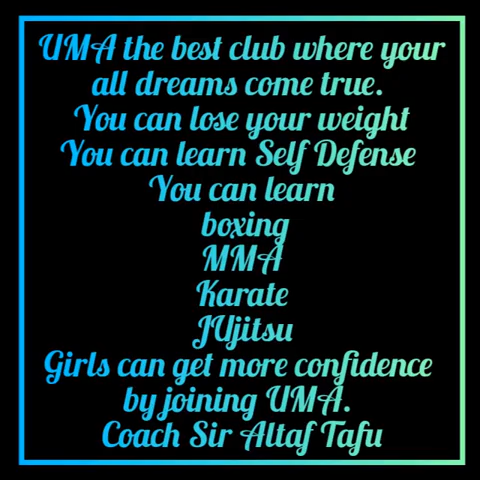 UMA the best club where your
all dreams come true.
You can lose your weight
You can learn Self Defense
You can learn
boxing
MMA
Karate
JUjitsu
Girls can get more confidence
by joining UMA.
Coach Sir Altaf Tafu